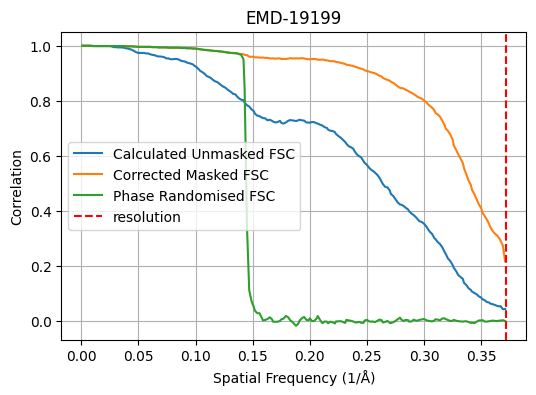 EMD-19199
1.0
0.8
0.6
0.4
0.2
0.0
Correlation
Calculated Unmasked FSC
Corrected Masked FSC
Phase Randomised FSC
resolution
0.00 0.05 0.10 0.15 0.20 0.25 0.30 0.35
Spatial Frequency (1/Å)